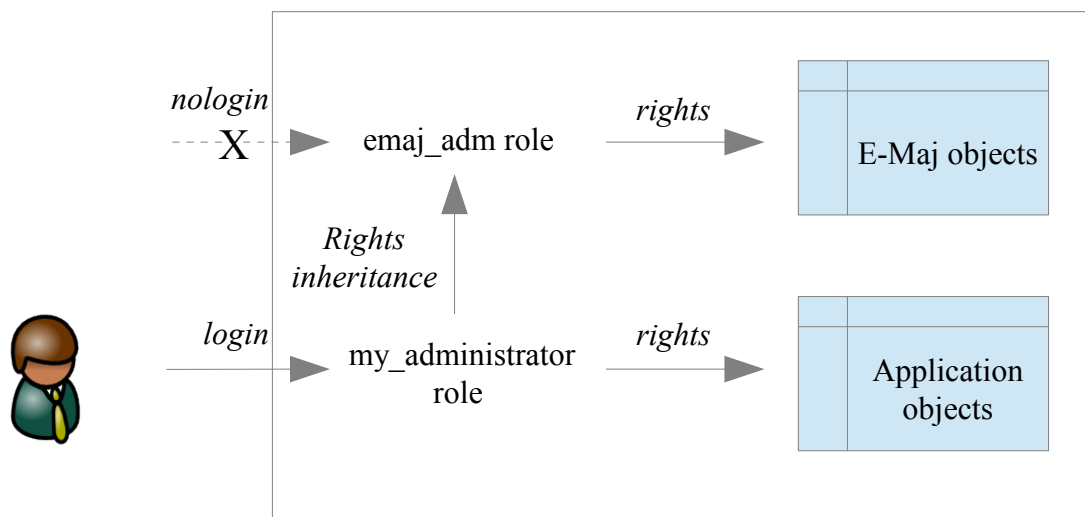 nologin
X
emaj_adm role
rights
E-Maj objects
Rights
inheritance
login
my_administrator
role
rights
Application
objects